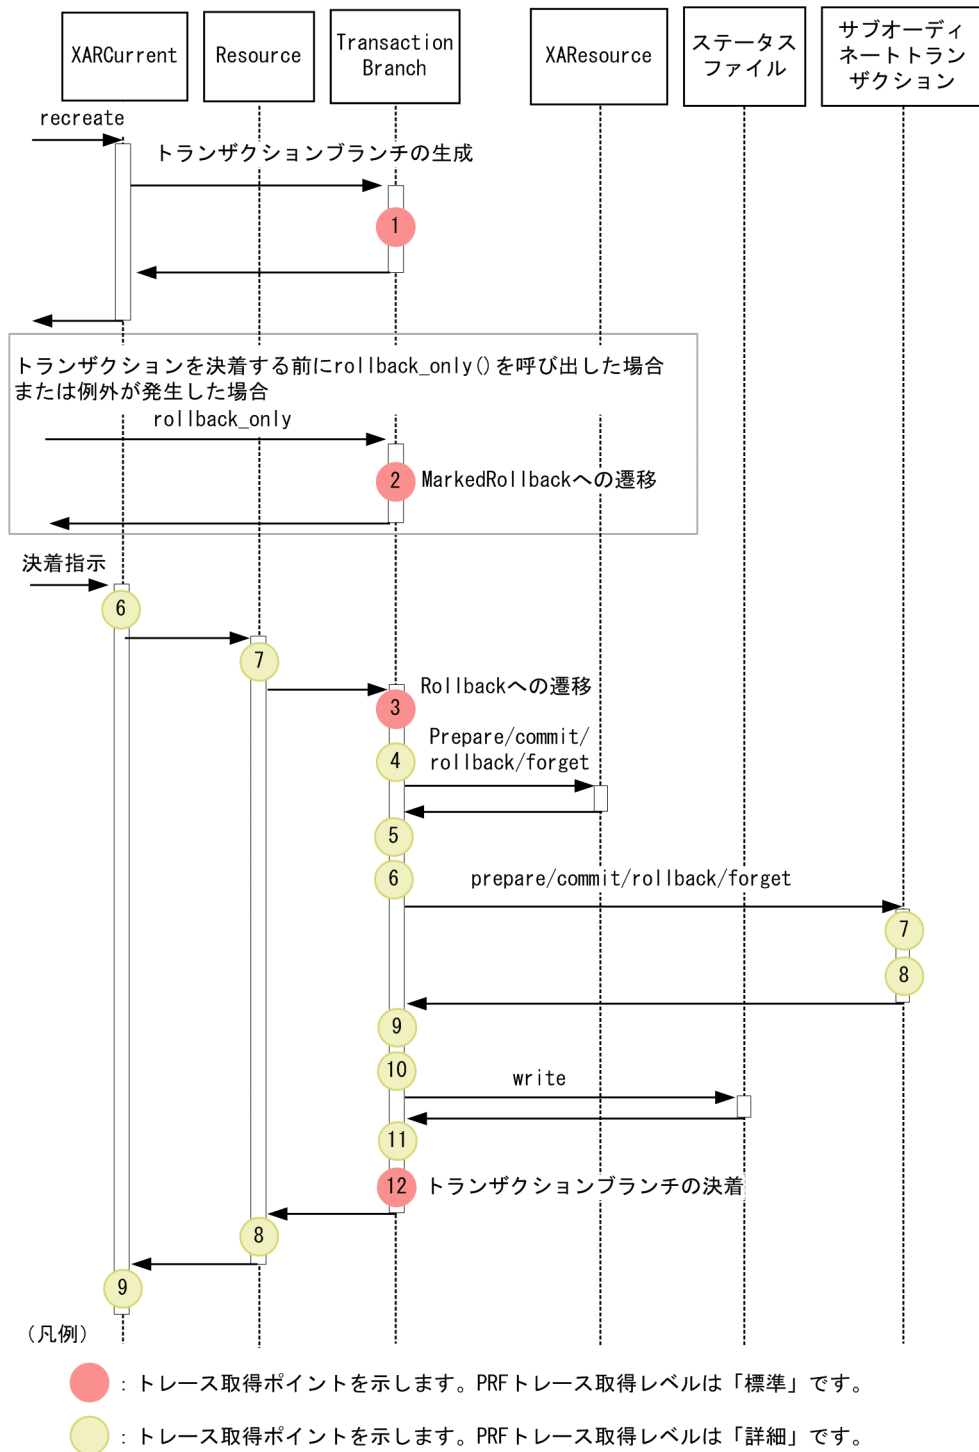 XARCurrent
Resource
Transaction
Branch
XAResource
ステータス
ファイル
サブオーディ
ネートトラン
ザクション
recreate
トランザクションブランチの生成
1
トランザクションを決着する前にrollback_only()を呼び出した場合
または例外が発生した場合
rollback_only
2
MarkedRollbackへの遷移
決着指示
6
7
Rollbackへの遷移
3
Prepare/commit/
rollback/forget
4
5
6
prepare/commit/rollback/forget
7
8
9
10
write
11
12
トランザクションブランチの決着
8
9
(凡例)
：トレース取得ポイントを示します。PRFトレース取得レベルは「標準」です。
：トレース取得ポイントを示します。PRFトレース取得レベルは「詳細」です。